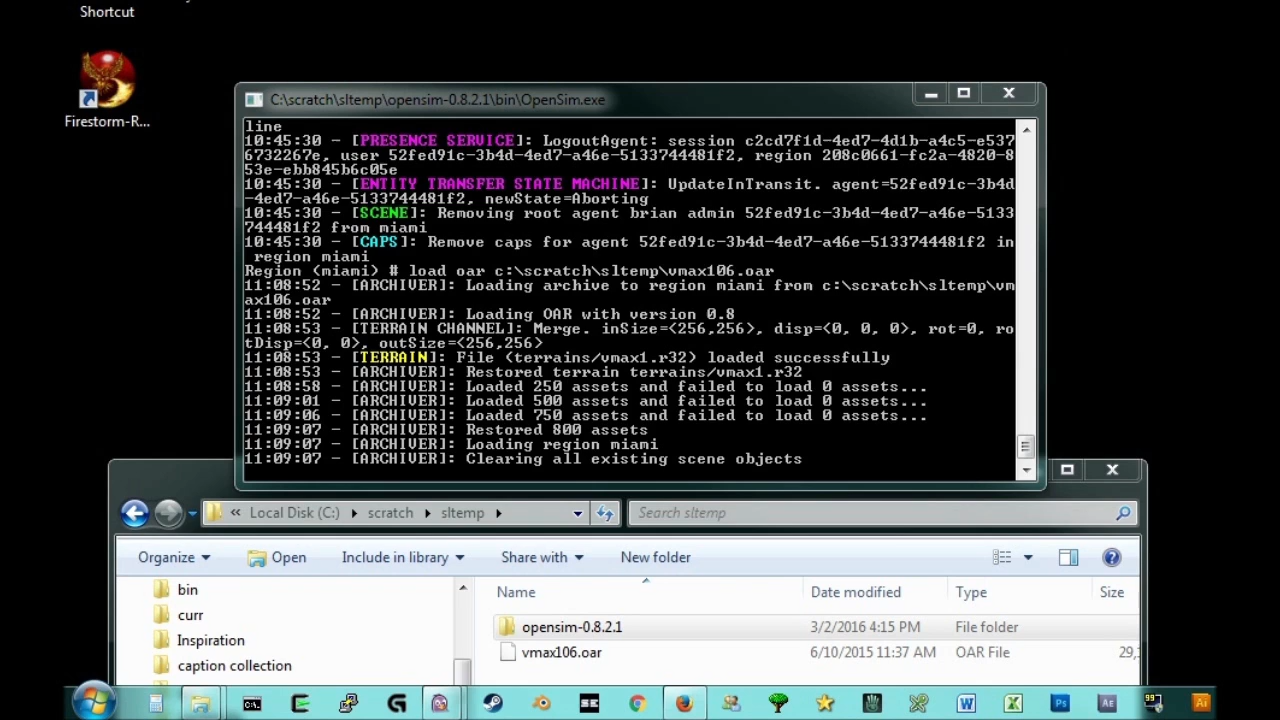 Shortcut
Firestorm-R...
C:\scratch\sltemp\opensim-0.8.2.1\bin\OpenSim.exe
line
10:45:30 - [PRESENCE SERVICE]: LogoutAgent: session c2cd7f1d-4ed7-4d1b-a4c5-e537
6732267e, user 52fed91c-3b4d-4ed7-a46e-5133744481f2, region 208c0661-fc2a-4820-8
53e-ebb845b6c05e
10:45:30 - [ENTITY TRANSFER STATE MACHINE]: UpdateInTransit. agent=52fed91c-3b4d
-4ed7-a46e-5133744481f2, newState=Aborting
10:45:30 - [SCENE]: Removing root agent brian admin 52fed91c-3b4d-4ed7-a46e-5133
744481f2 from miami
10:45:30 - [CAPS]: Remove caps for agent 52fed91c-3b4d-4ed7-a46e-5133744481f2 in
region miami
Region (miami) # load oar c:\scratch\sltemp\vmax106.oar
11:08:52 - [ARCHIVER]: Loading archive to region miami from c:\scratch\sltemp\vm
ax106.oar
11:08:52 - [ARCHIVER]: Loading OAR with version 0.8
11:08:53 - [TERRAIN CHANNEL]: Merge. inSize=<256,256>, disp=<0, 0, 0>, rot=0, ro
tDisp=<0, 0>, outSize=<256,256>
11:08:53 - [TERRAIN]: File (terrains/vmax1.r32) loaded successfully
11:08:53 - [ARCHIVER]: Restored terrain terrains/vmax1.r32
11:08:58 - [ARCHIVER]: Loaded 250 assets and failed to load 0 assets...
11:09:01 - [ARCHIVER]: Loaded 500 assets and failed to load 0 assets...
11:09:06 - [ARCHIVER]: Loaded 750 assets and failed to load 0 assets...
11:09:07 - [ARCHIVER]: Restored 800 assets
11:09:07 - [ARCHIVER]: Loading region miami
11:09:07 - [ARCHIVER]: Clearing all existing scene objects
« Local Disk (C:) scratch sltemp
Search sltemp
Organize Open Include in library Share with New folder
bin
curr
Inspiration
caption collection
Name Date modified Type Size
opensim-0.8.2.1 3/2/2016 4:15 PM File folder
vmax106.oar 6/10/2015 11:37 AM OAR File 29,